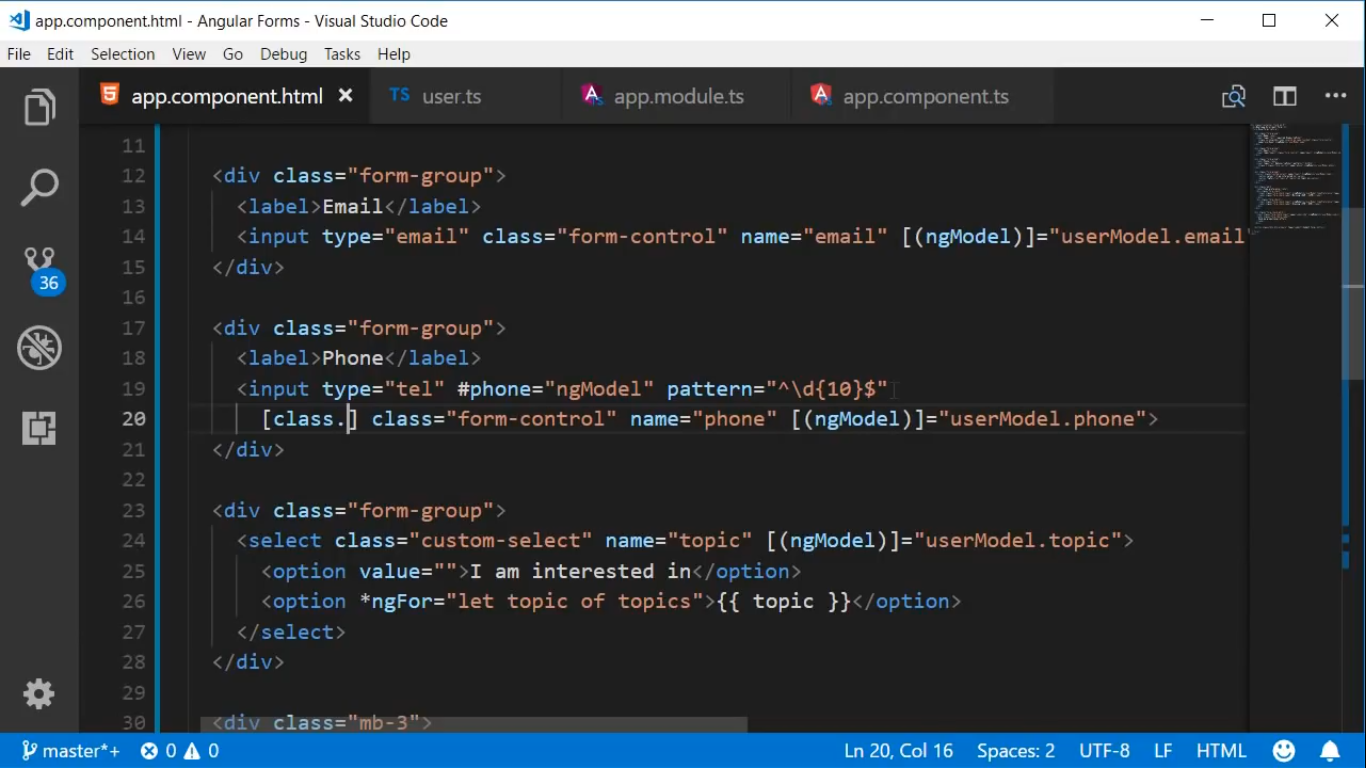 app.component.html - Angular Forms - Visual Studio Code
File Edit Selection View Go Debug Tasks Help
app.component.html TS user.ts app.module.ts app.component.ts
11
12 <div class="form-group">
13 <label>Email</label>
14 <input type="email" class="form-control" name="email" [(ngModel)]="userModel.email"
15 </div>
16
17 <div class="form-group">
18 <label>Phone</label>
19 <input type="tel" #phone="ngModel" pattern="^\d{10}$"
20 [class.] class="form-control" name="phone" [(ngModel)]="userModel.phone">
21 </div>
22
23 <div class="form-group">
24 <select class="custom-select" name="topic" [(ngModel)]="userModel.topic">
25 <option value="">I am interested in</option>
26 <option *ngFor="let topic of topics">{{ topic }}</option>
27 </select>
28 </div>
29
30 <div class="mb-3">
36
master*+ 0 0 Ln 20, Col 16 Spaces: 2 UTF-8 LF HTML